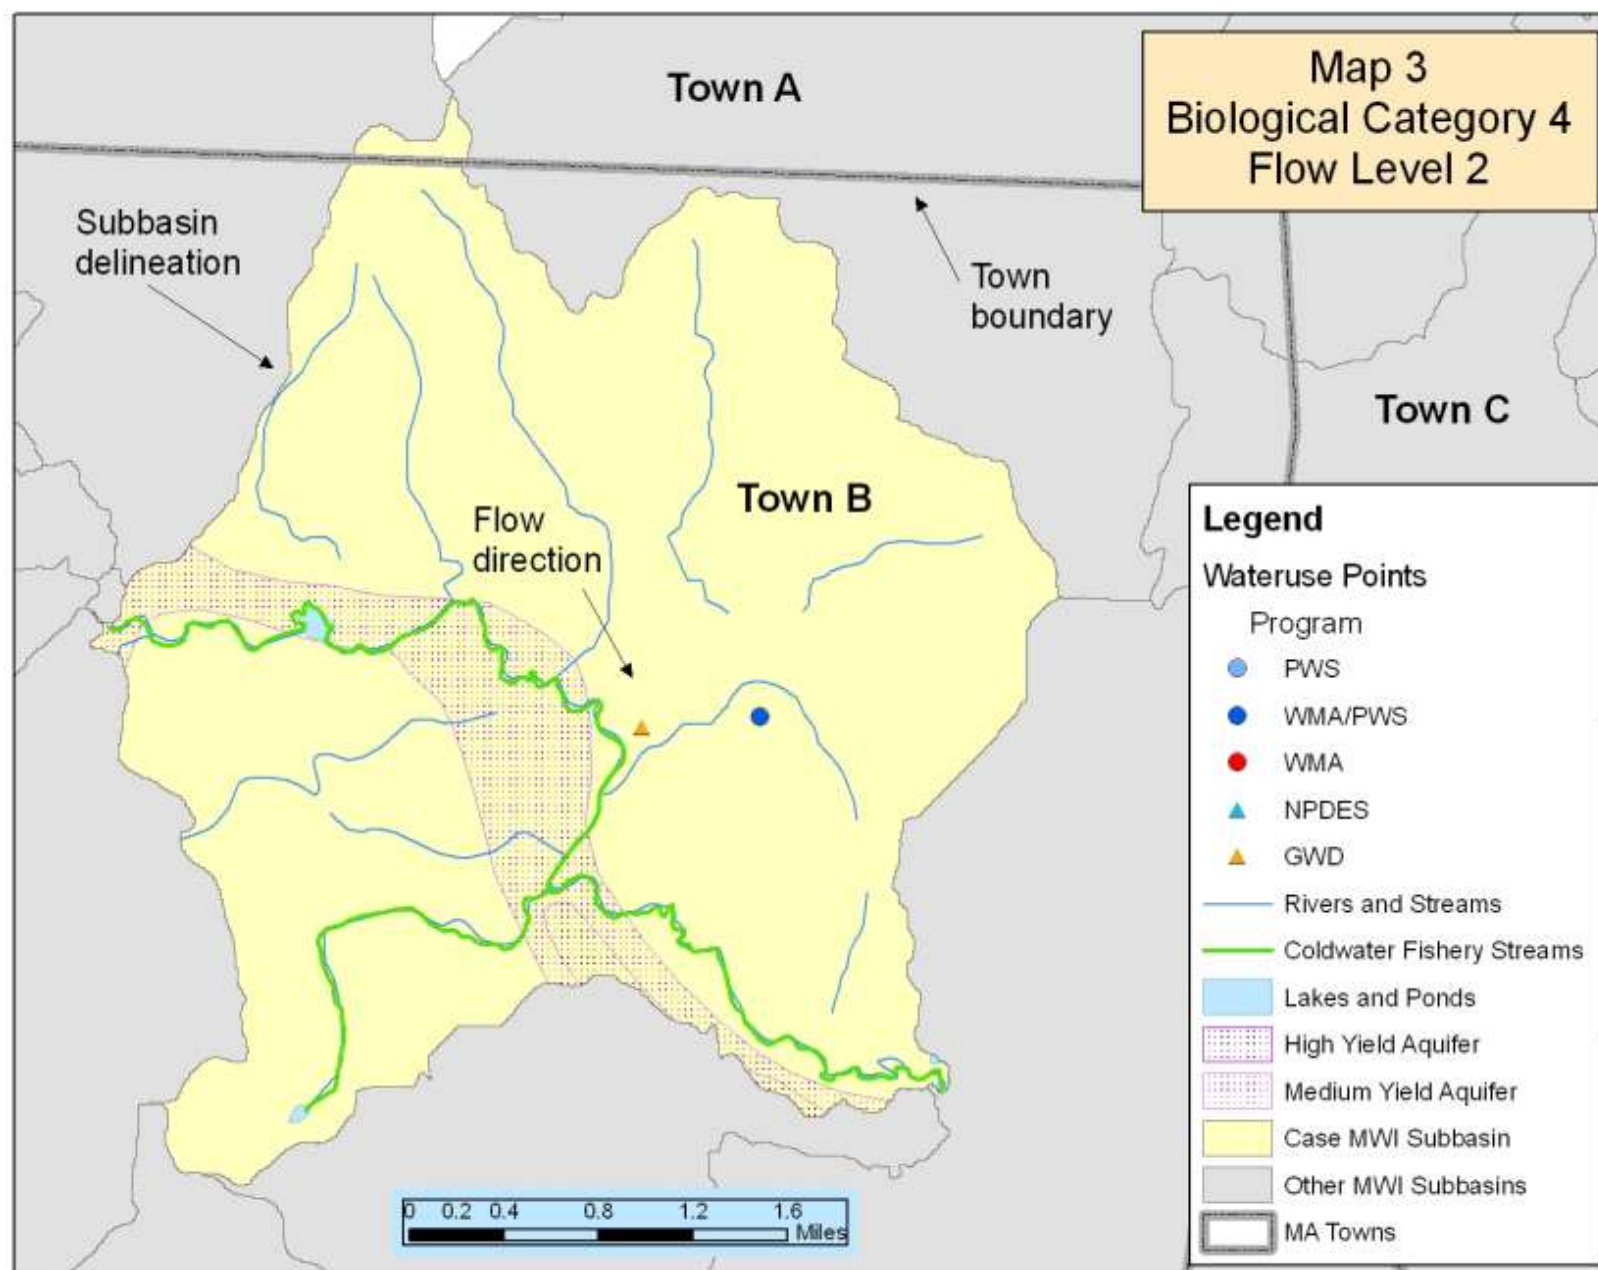 Town A
Map 3
Biological Category 4
Flow Level 2
Subbasin
delineation
Town
boundary
Town C
Town B
Flow
direction
Legend
Wateruse Points
Program
PWS
WMA/PWS
WMA
NPDES
GWD
Rivers and Streams
Coldwater Fishery Streams
Lakes and Ponds
High Yield Aquifer
Medium Yield Aquifer
Case MWI Subbasin
Other MWI Subbasins
MA Towns
0 0.2 0.4 0.8 1.2 1.6
Miles